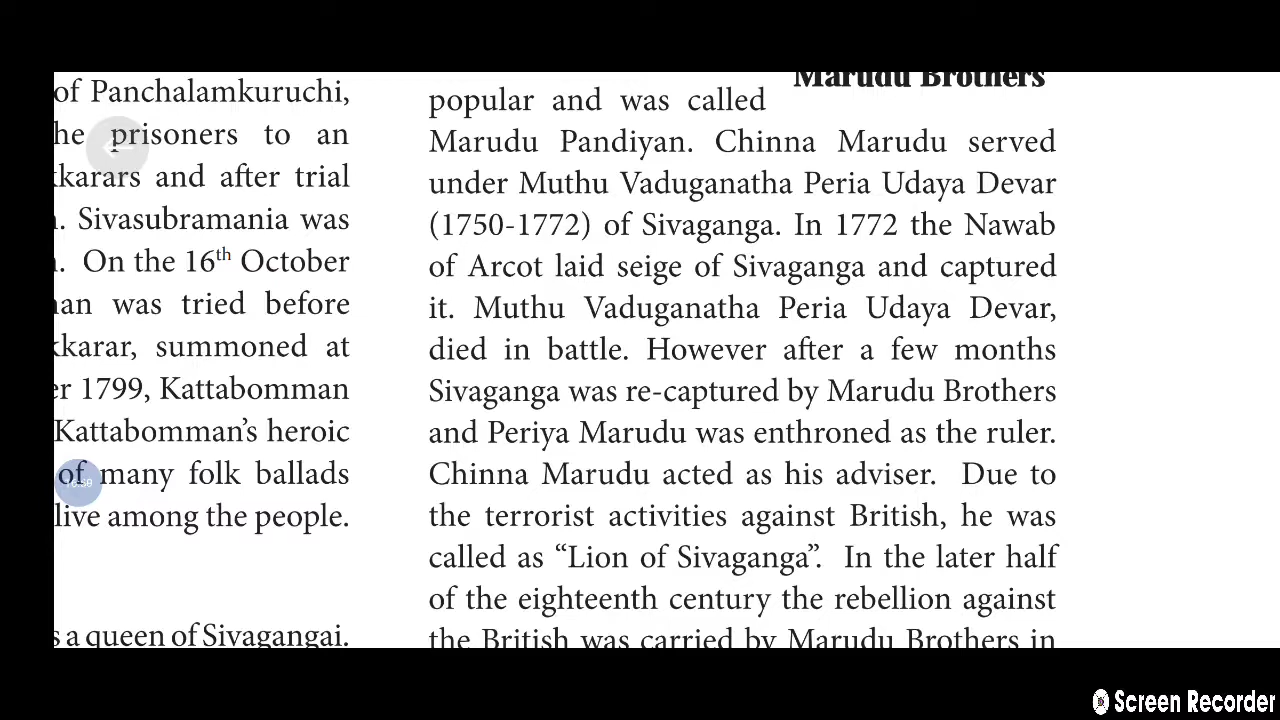 of Panchalamkuruchi,
he prisoners to an
karars and after trial
. Sivasubramania was
. On the 16th October
an was tried before
karar, summoned at
er 1799, Kattabomman
Kattabomman’s heroic
of many folk ballads
live among the people.
s a queen of Sivagangai.
Marudu Brothers
popular and was called
Marudu Pandiyan. Chinna Marudu served
under Muthu Vaduganatha Peria Udaya Devar
(1750-1772) of Sivaganga. In 1772 the Nawab
of Arcot laid seige of Sivaganga and captured
it. Muthu Vaduganatha Peria Udaya Devar,
died in battle. However after a few months
Sivaganga was re-captured by Marudu Brothers
and Periya Marudu was enthroned as the ruler.
Chinna Marudu acted as his adviser. Due to
the terrorist activities against British, he was
called as “Lion of Sivaganga”. In the later half
of the eighteenth century the rebellion against
the British was carried by Marudu Brothers in
Screen Recorder